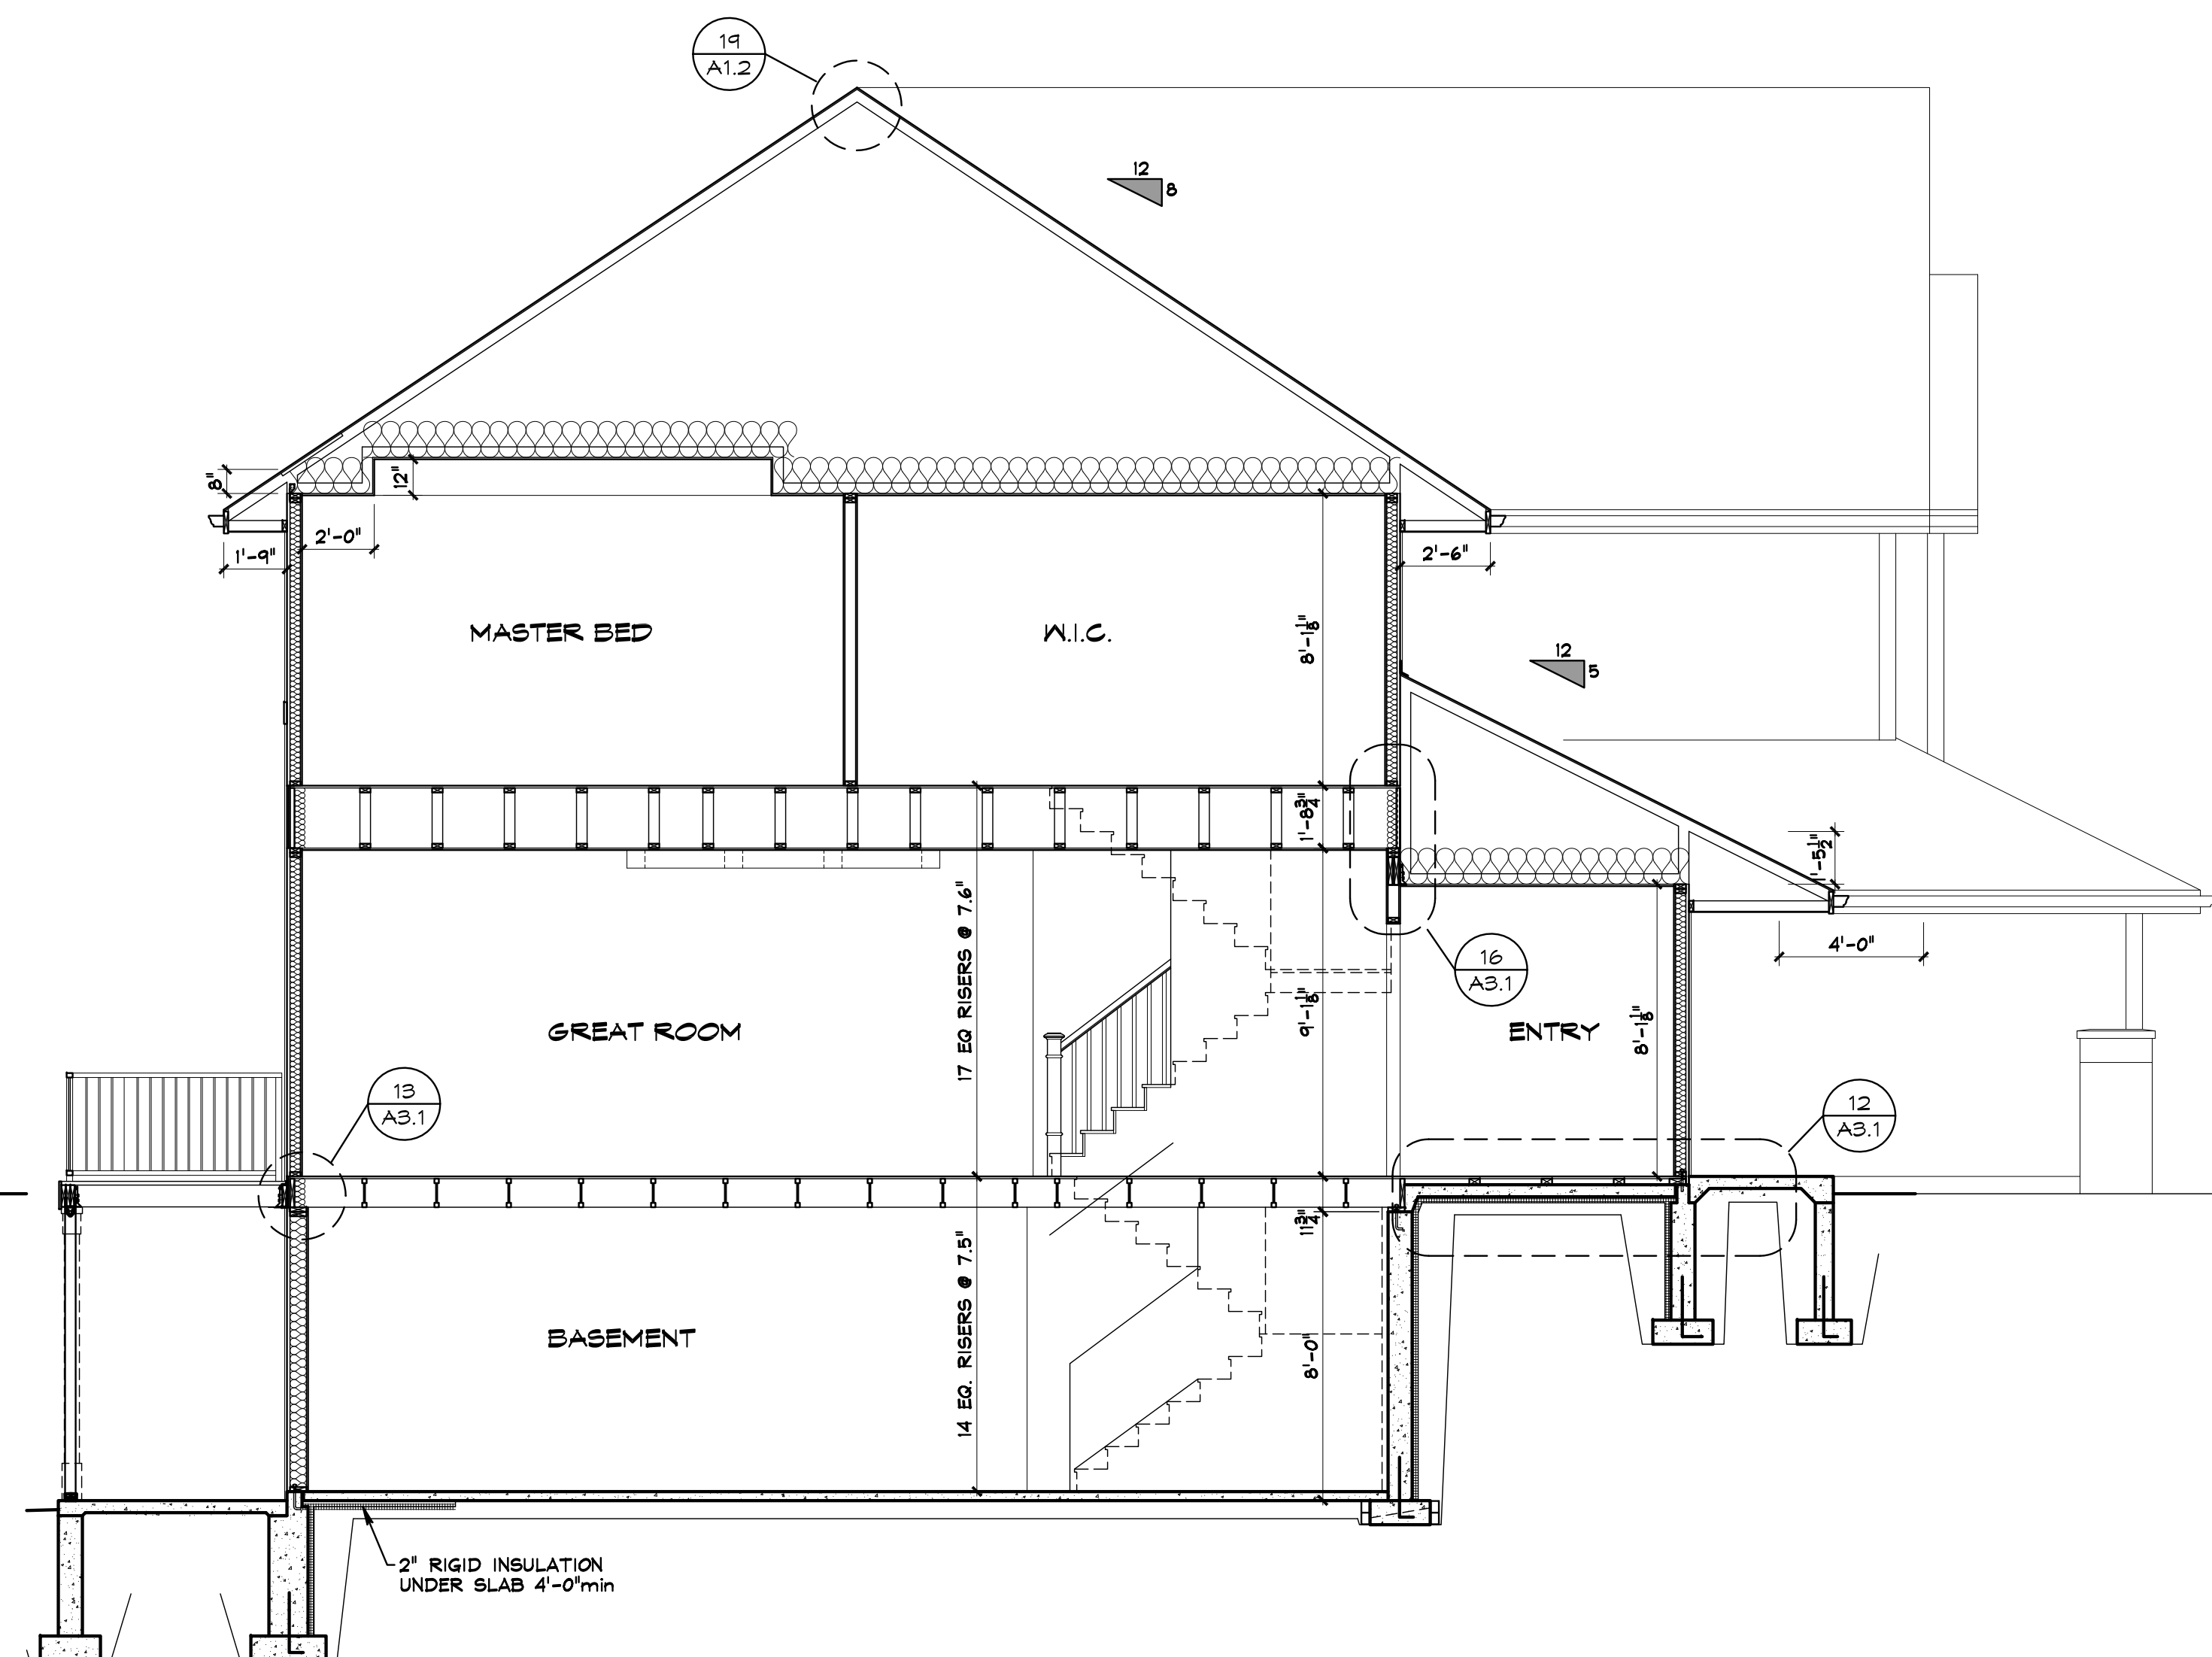 19
A1.2
12
8
8"
12"
2'-0"
1'-9"
2'-6"
MASTER BED
W.I.C.
8'-1 1/8"
12
5
1'-8 3/4"
1'-5 1/2"
4'-0"
17 EQ RISERS @ 7.6"
16
A3.1
9'-1 1/8"
GREAT ROOM
ENTRY
8'-1 1/8"
13
A3.1
12
A3.1
11 3/4"
14 EQ. RISERS @ 7.5"
BASEMENT
8'-0"
2" RIGID INSULATION
UNDER SLAB 4'-0"min